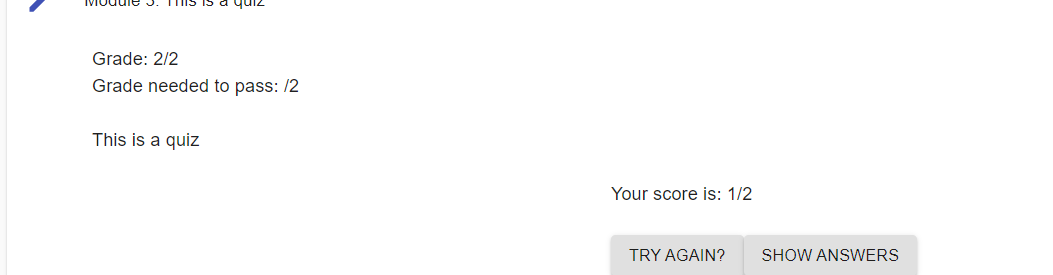 Module 3: This is a quiz
Grade: 2/2
Grade needed to pass: /2
This is a quiz
Your score is: 1/2
TRY AGAIN?
SHOW ANSWERS